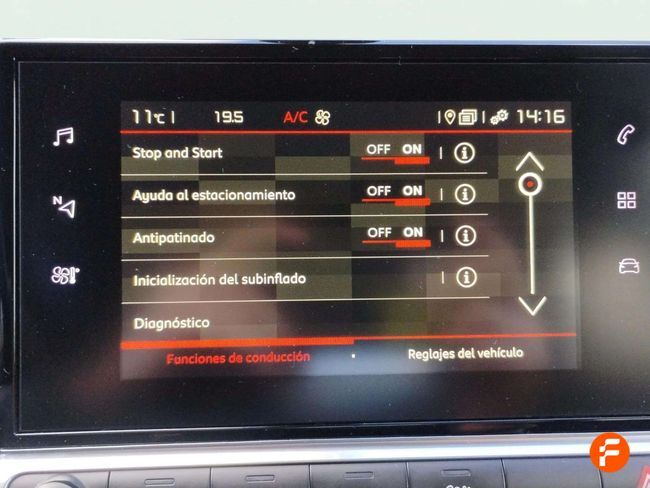 11°C 19.5 A/C 14:16
Stop and Start OFF ON
Ayuda al estacionamiento OFF ON
Antipatinado OFF ON
Inicialización del subinflado
Diagnóstico
Funciones de conducción Reglajes del vehículo
N